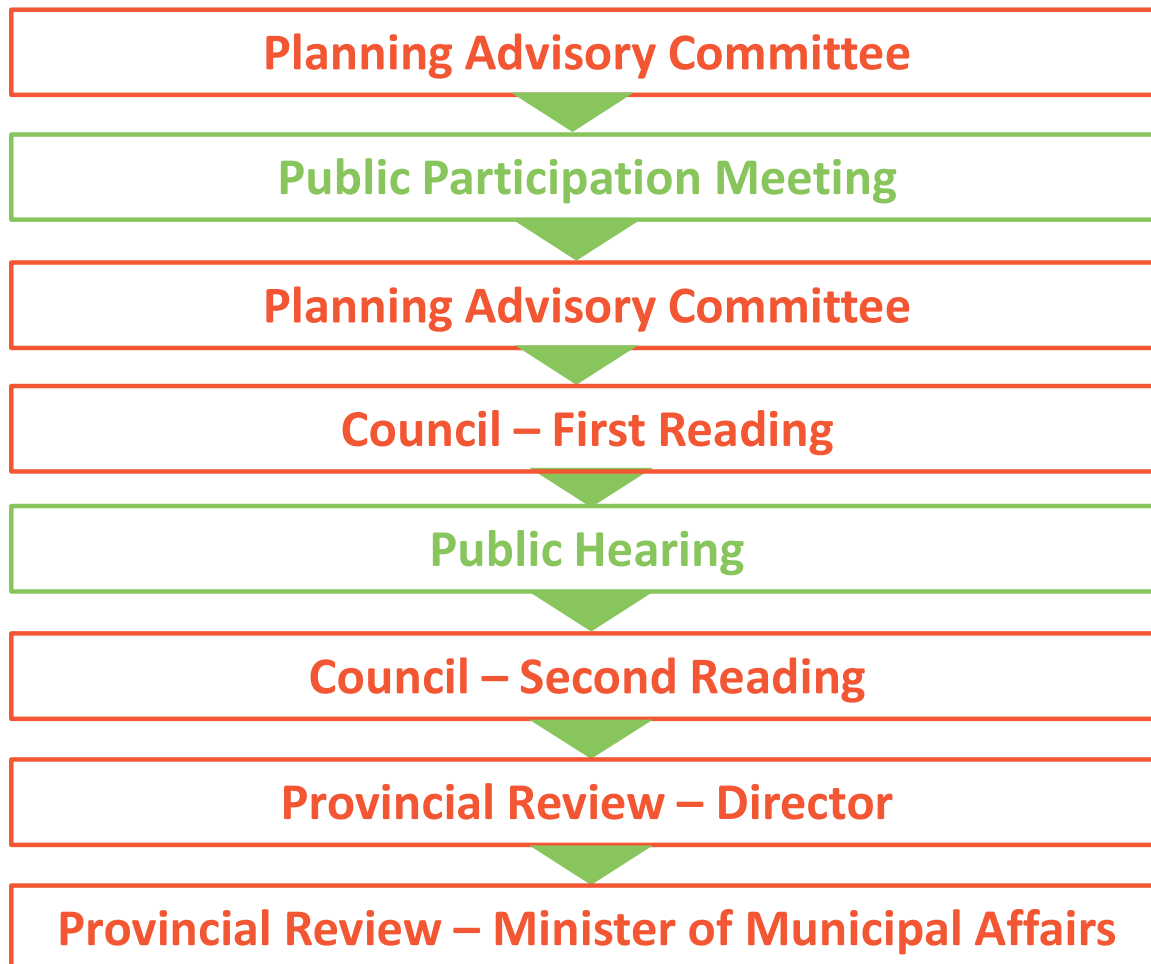 Planning Advisory Committee
Public Participation Meeting
Planning Advisory Committee
Council – First Reading
Public Hearing
Council – Second Reading
Provincial Review – Director
Provincial Review – Minister of Municipal Affairs